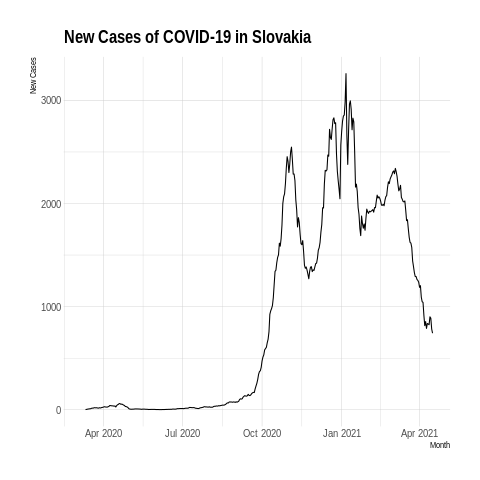 New Cases of COVID-19 in Slovakia
New Cases
3000
2000
1000
0
Apr 2020
Jul 2020
Oct 2020
Jan 2021
Apr 2021
Month